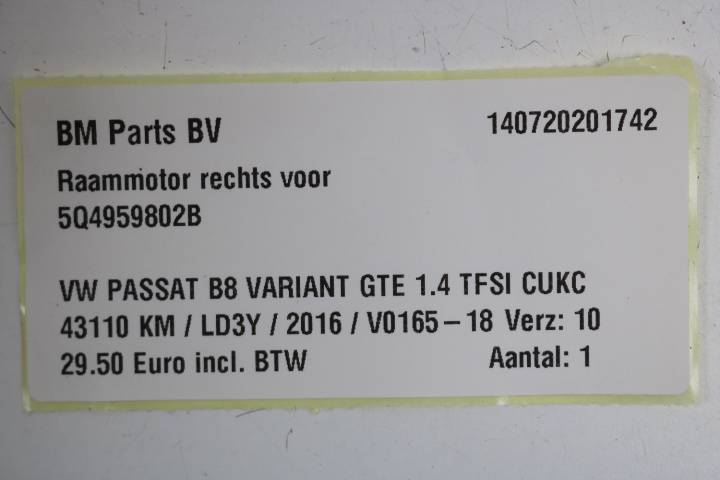 BM Parts BV 140720201742
Raammotor rechts voor
5Q4959802B
VW PASSAT B8 VARIANT GTE 1.4 TFSI CUKC
43110 KM / LD3Y / 2016 / V0165-18 Verz: 10
29.50 Euro incl. BTW Aantal: 1